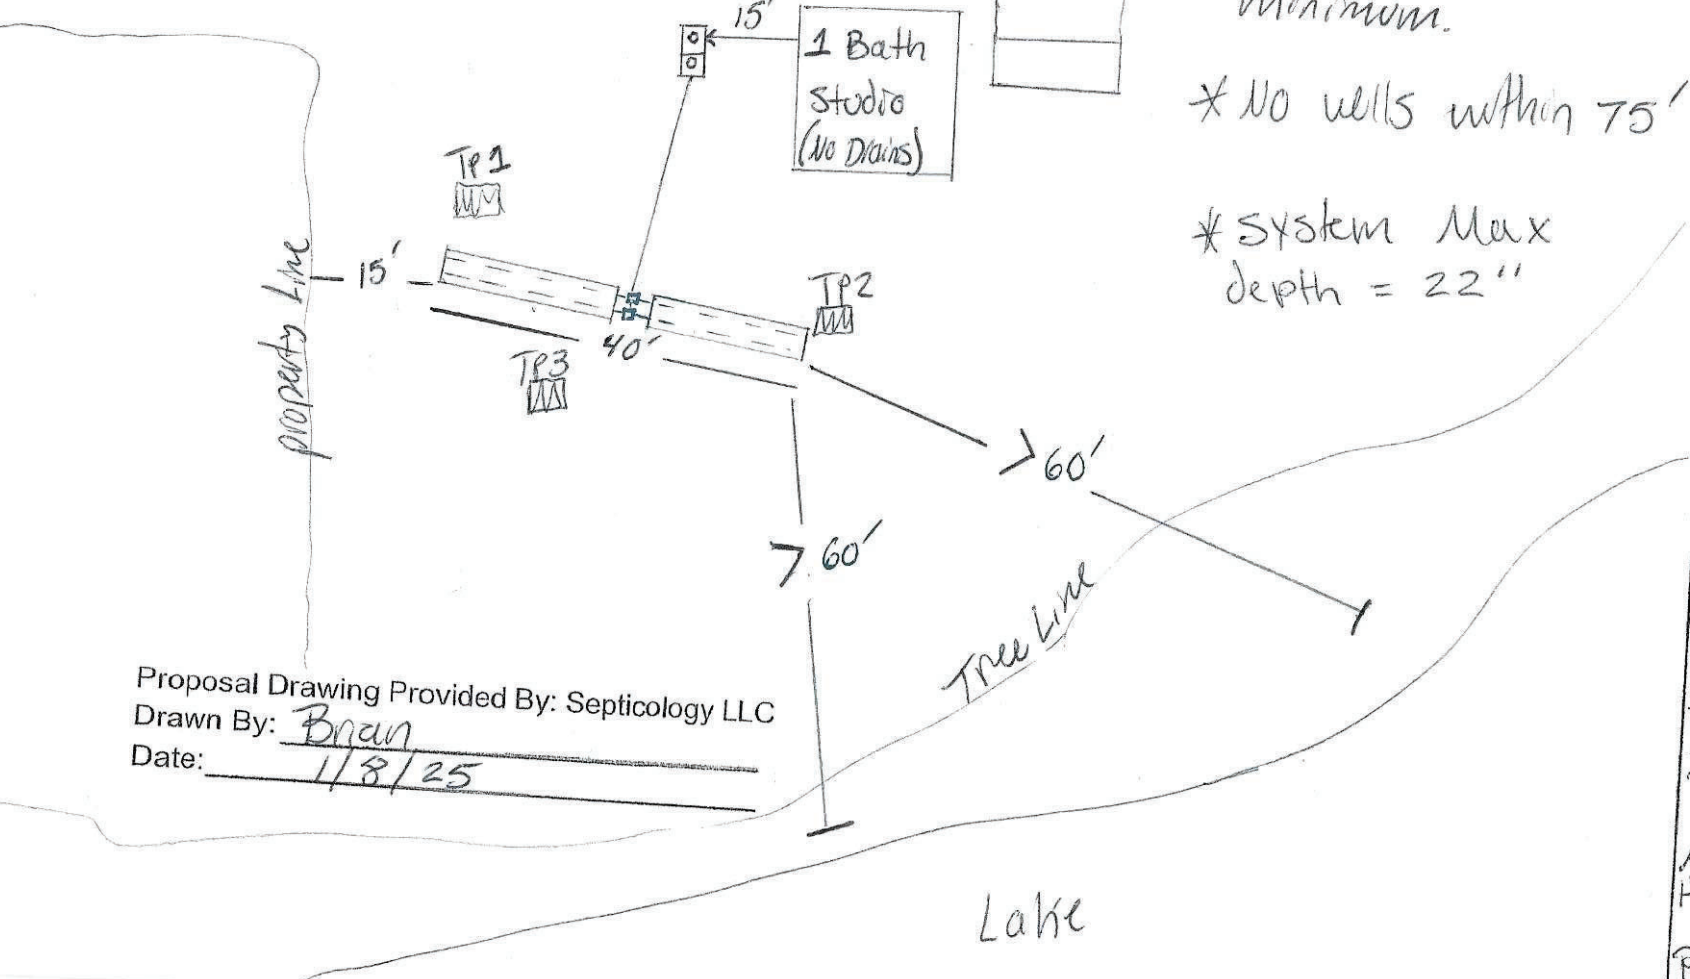 minimum.
15'
1 Bath
Studio
(No Drains)
* No wells within 75'
TP1
* System Max
depth = 22"
property Line
15'
TP2
40'
TP3
> 60'
> 60'
Tree Line
Proposal Drawing Provided By: Septicology LLC
Drawn By: Brian
Date: 1/8/25
Lake